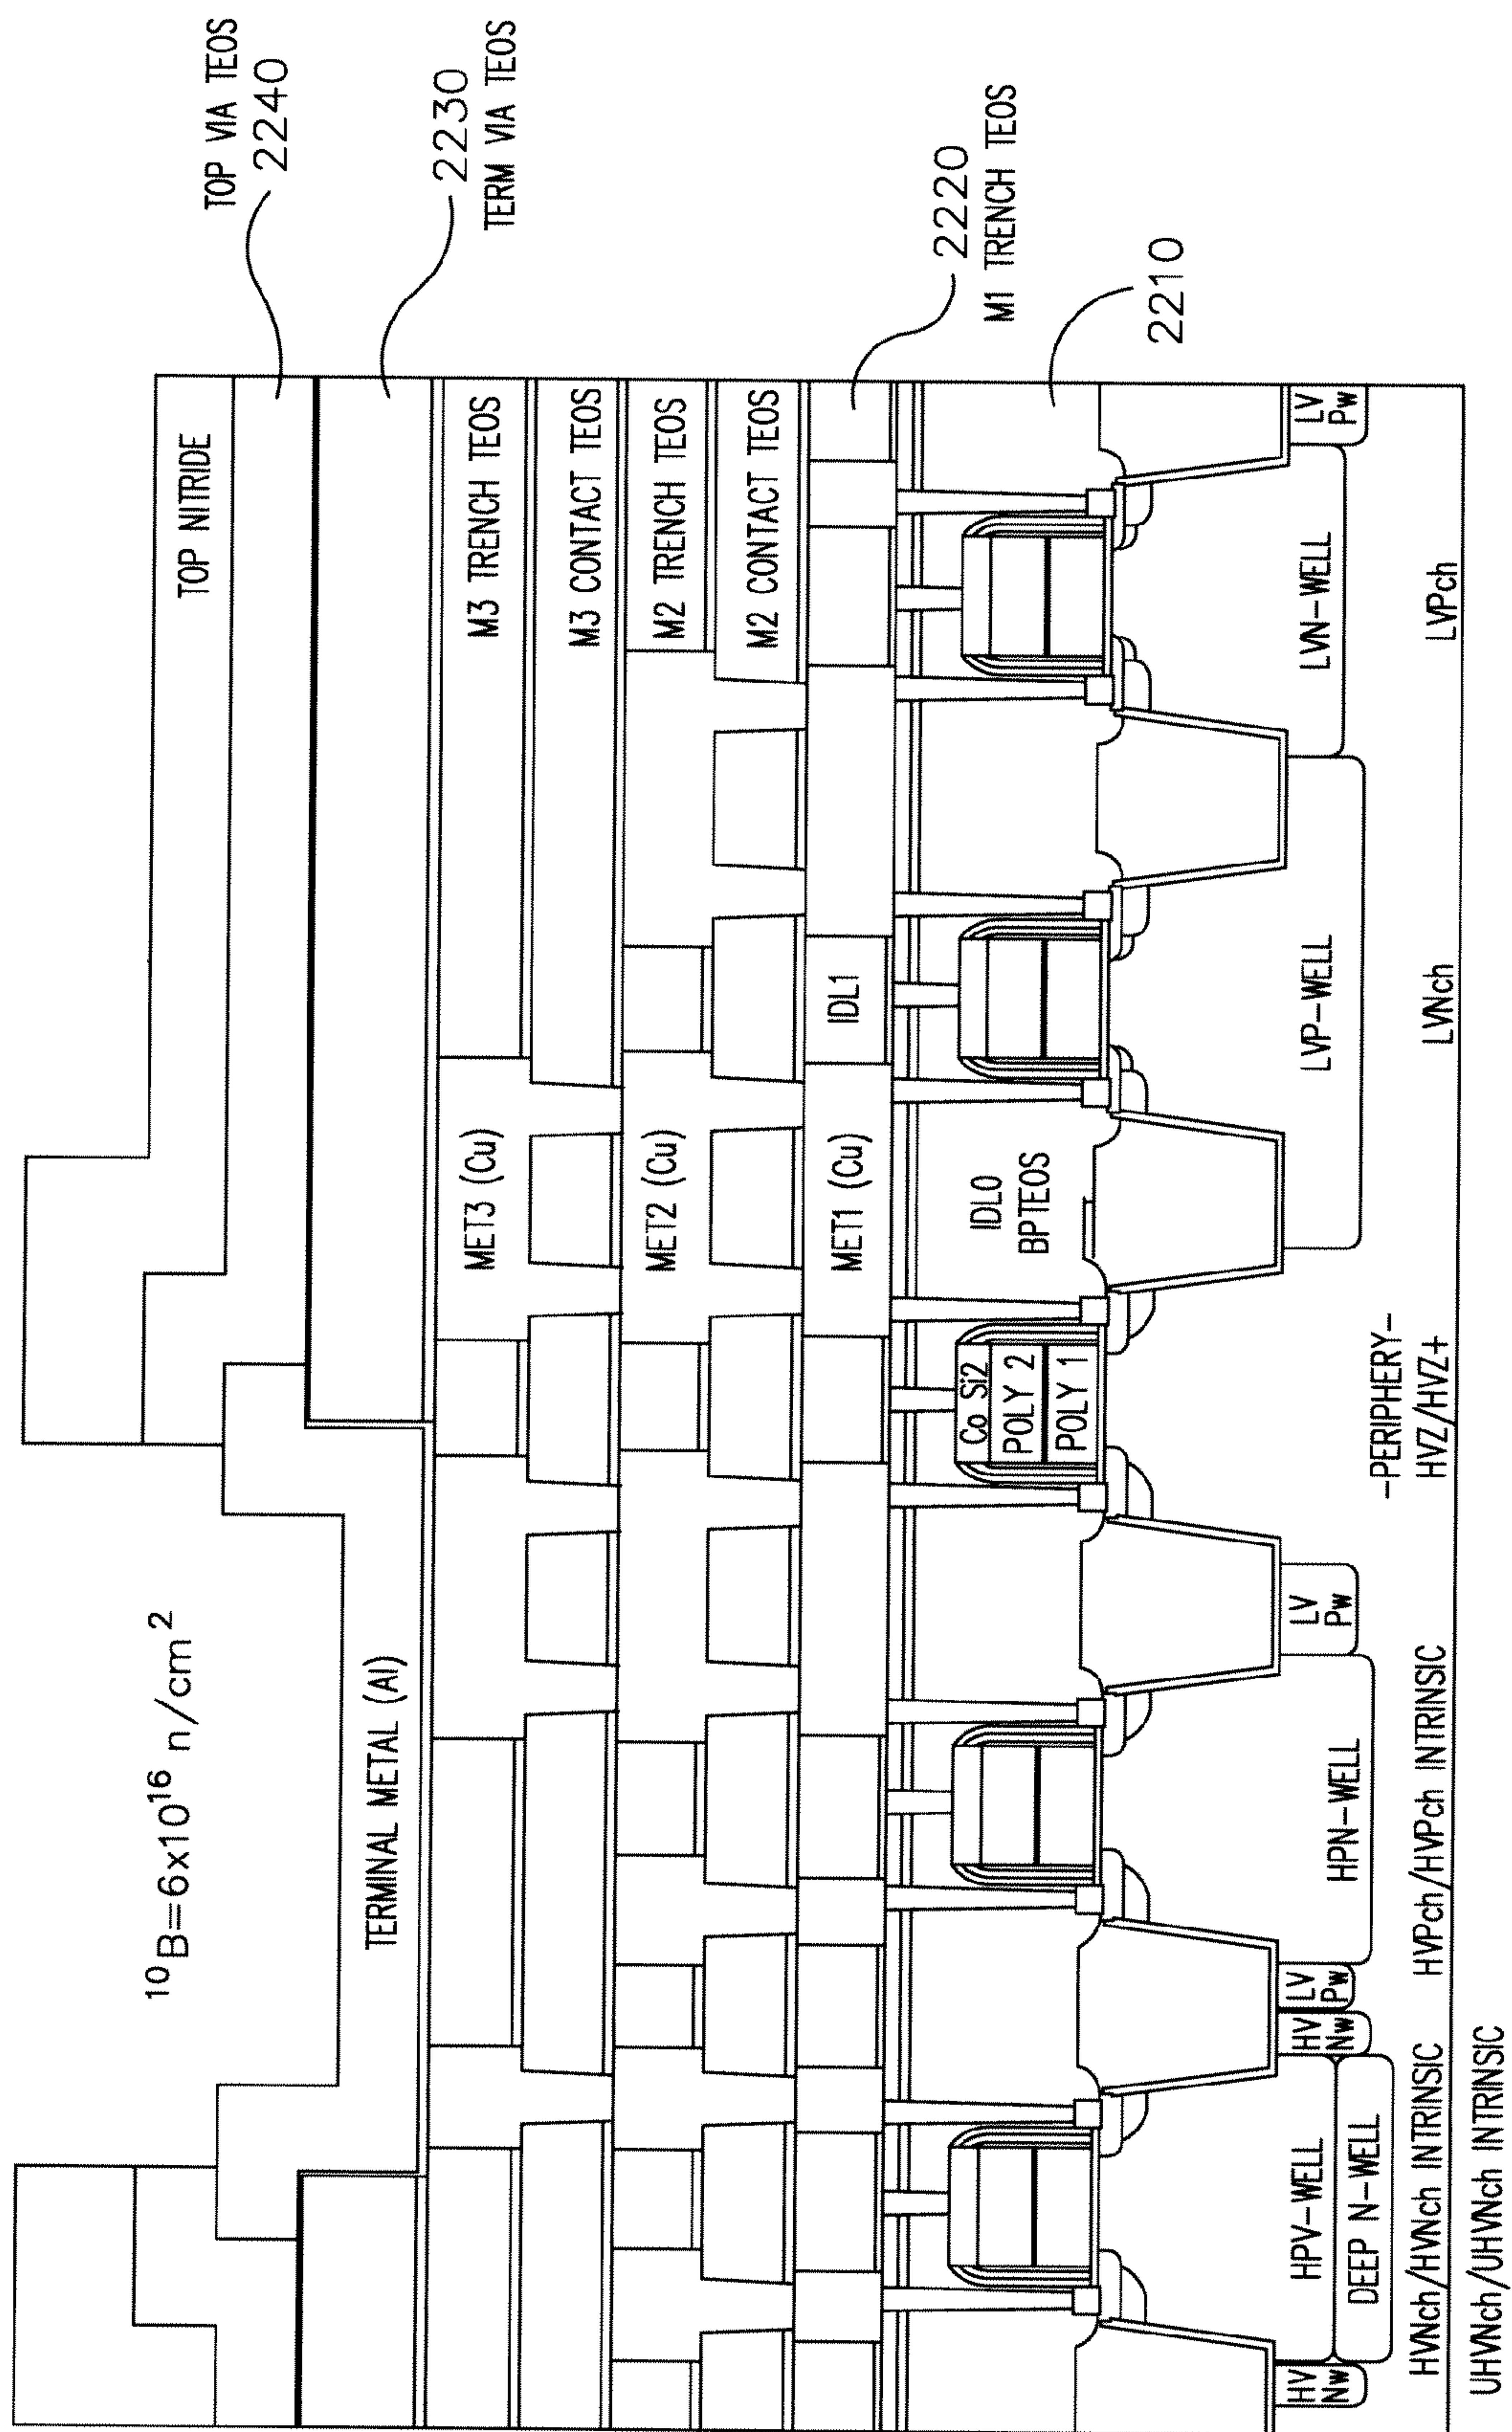 TOP VIA TEOS
2240
2230
TERM VIA TEOS
2220
M1 TRENCH TEOS
2210
¹⁰B=6x10¹⁶ n/cm²
TOP NITRIDE
TERMINAL METAL (Al)
M3 TRENCH TEOS
MET3 (Cu)
M3 CONTACT TEOS
M2 TRENCH TEOS
MET2 (Cu)
M2 CONTACT TEOS
MET1 (Cu)
IDL1
IDL0
BPTEOS
Co Si2
POLY 2
POLY 1
HV
Nw
HPV-WELL
DEEP N-WELL
HV
Nw
LV
Pw
HPN-WELL
LV
Pw
LVP-WELL
LVN-WELL
LV
Pw
-PERIPHERY-
HVNch/HVNch INTRINSIC
HVPch/HVPch INTRINSIC
HVZ/HVZ+
LVNch
LVPch
UHVNch/UHVNch INTRINSIC